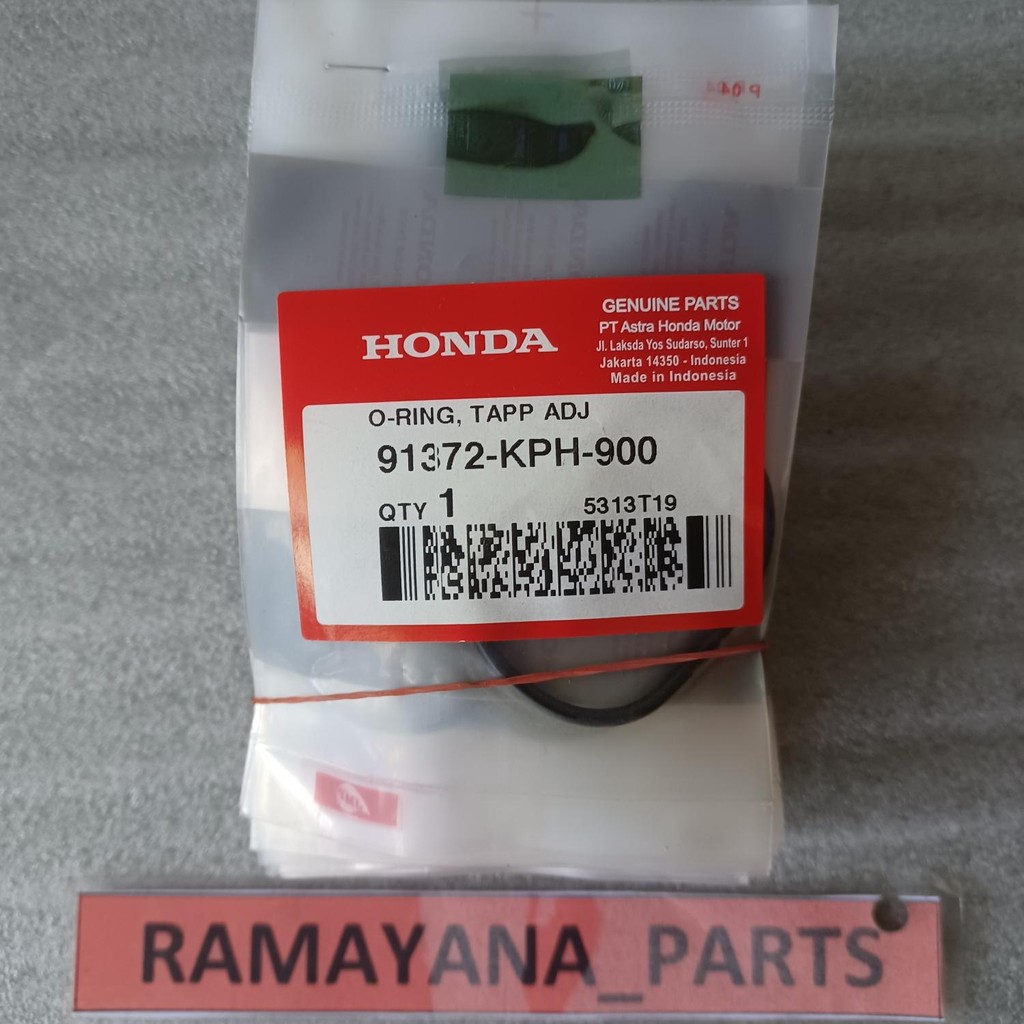 P 04
HONDA
GENUINE PARTS
PT Astra Honda Motor
Jl. Laksda Yos Sudarso, Sunter 1
Jakarta 14350 - Indonesia
Made in Indonesia
O-RING, TAPP ADJ
91372-KPH-900
QTY 1 5313T19
RAMAYANA_PARTS